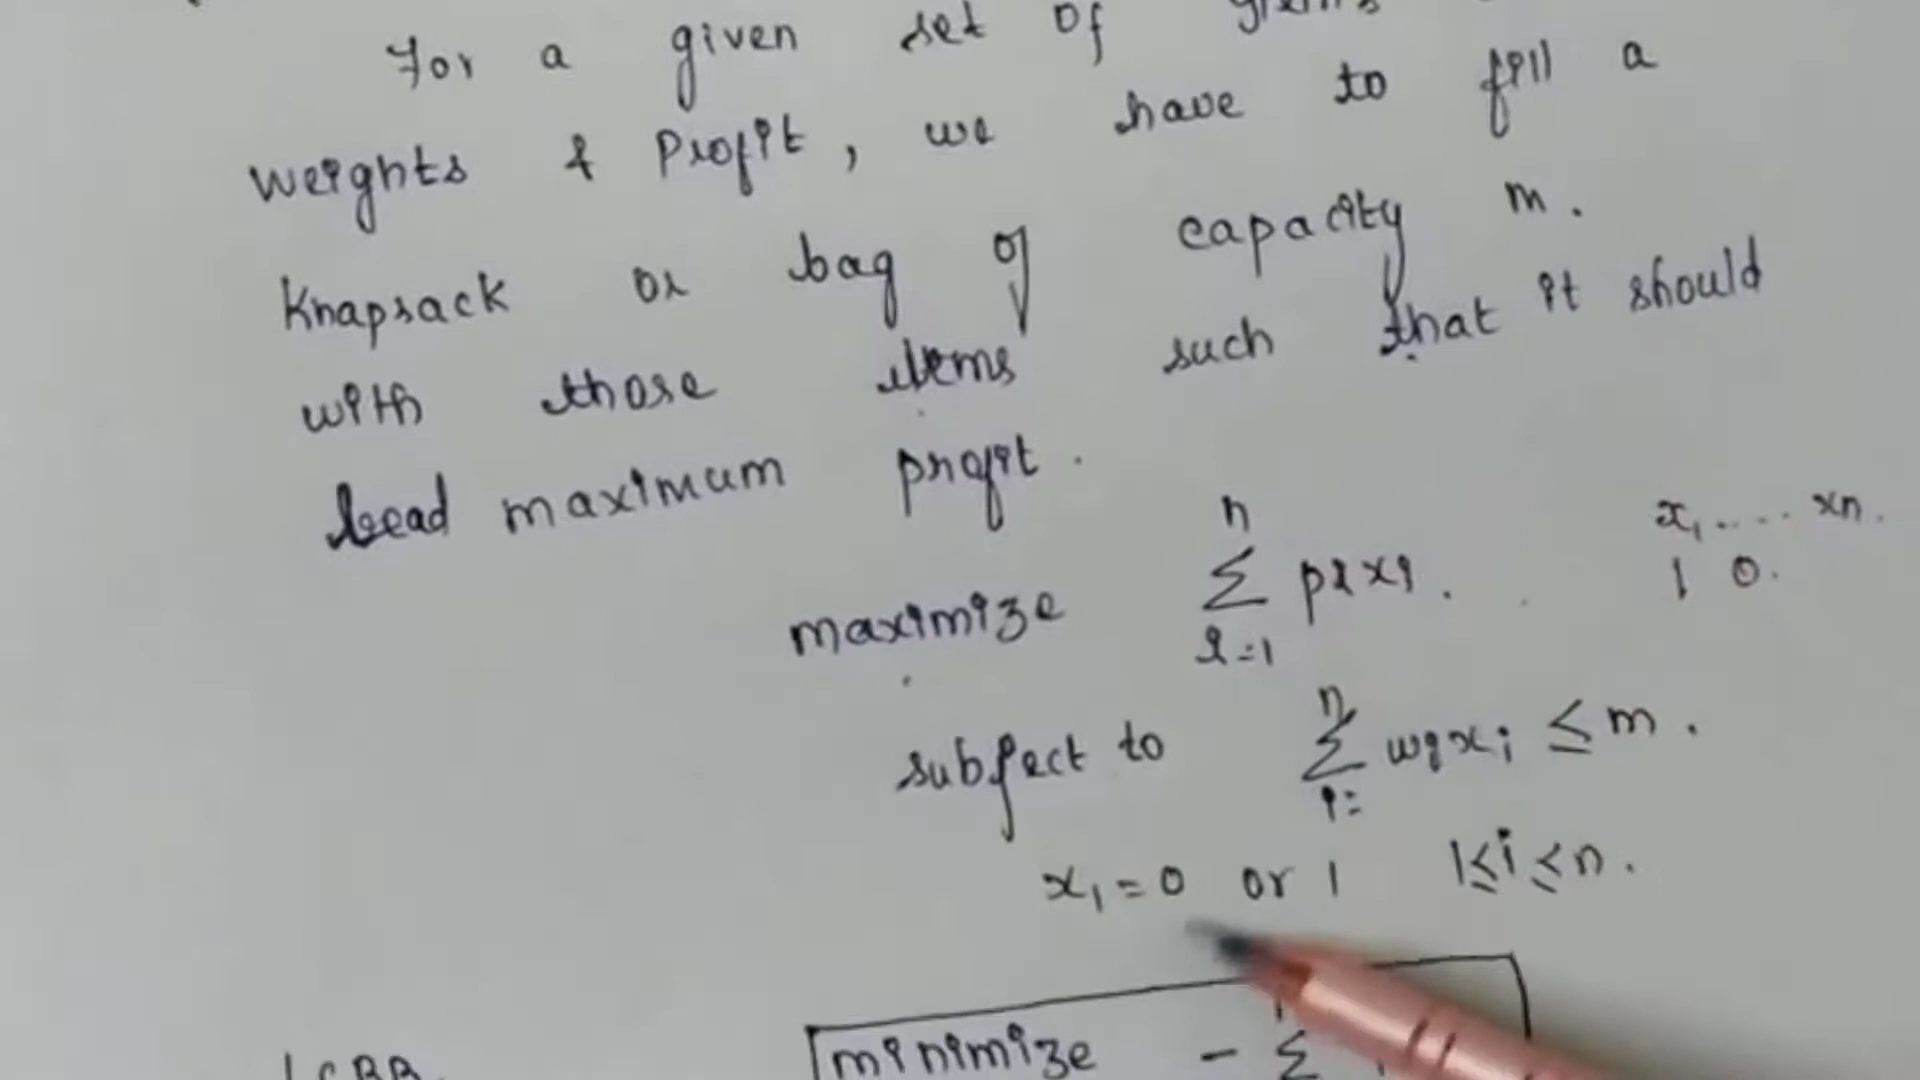 For a given set of items
weights & Profit, we have to fill a
Knapsack or bag of capacity m.
with those items such that it should
lead maximum profit.
x₁.... xn.
1 0.
maximize n Σ i=1 pixi.
subject to n Σ i= wixi ≤ m.
x₁ = 0 or 1 1≤i≤n.
minimize - Σ
LCBB